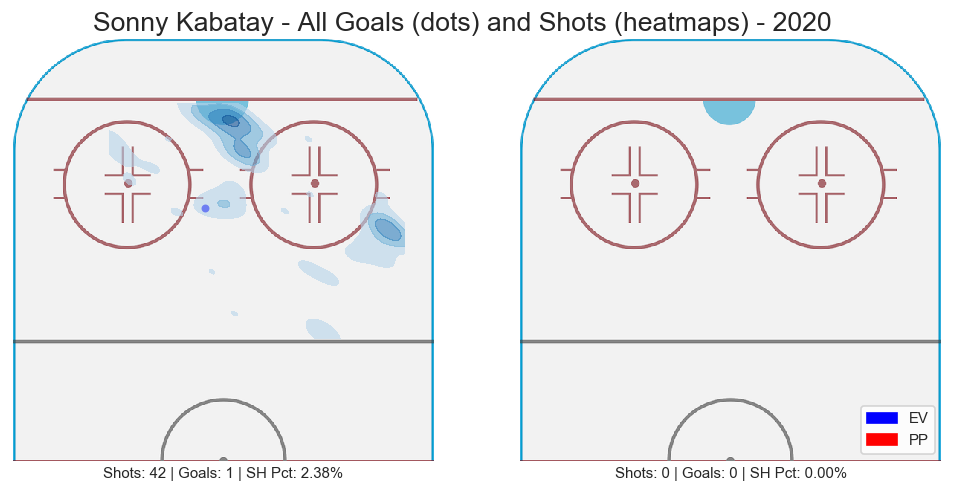 Sonny Kabatay - All Goals (dots) and Shots (heatmaps) - 2020
EV
PP
Shots: 42 | Goals: 1 | SH Pct: 2.38%
Shots: 0 | Goals: 0 | SH Pct: 0.00%